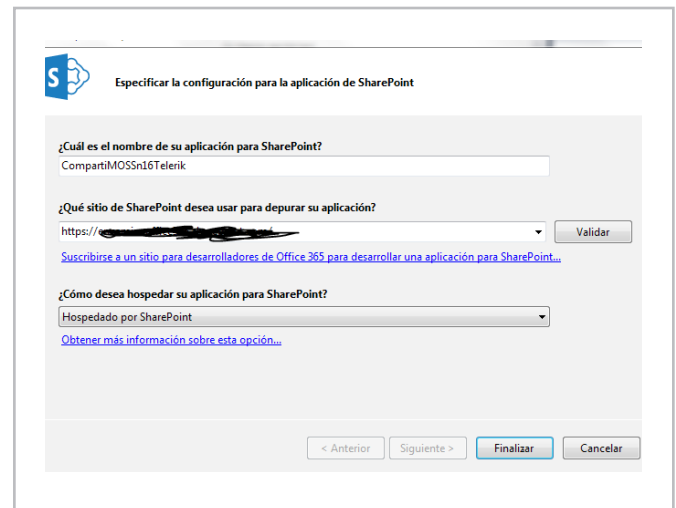 S
Especificar la configuración para la aplicación de SharePoint
¿Cuál es el nombre de su aplicación para SharePoint?
CompartiMOSSn16Telerik
¿Qué sitio de SharePoint desea usar para depurar su aplicación?
https://
Validar
Suscribirse a un sitio para desarrolladores de Office 365 para desarrollar una aplicación para SharePoint...
¿Cómo desea hospedar su aplicación para SharePoint?
Hospedado por SharePoint
Obtener más información sobre esta opción...
< Anterior Siguiente > Finalizar Cancelar